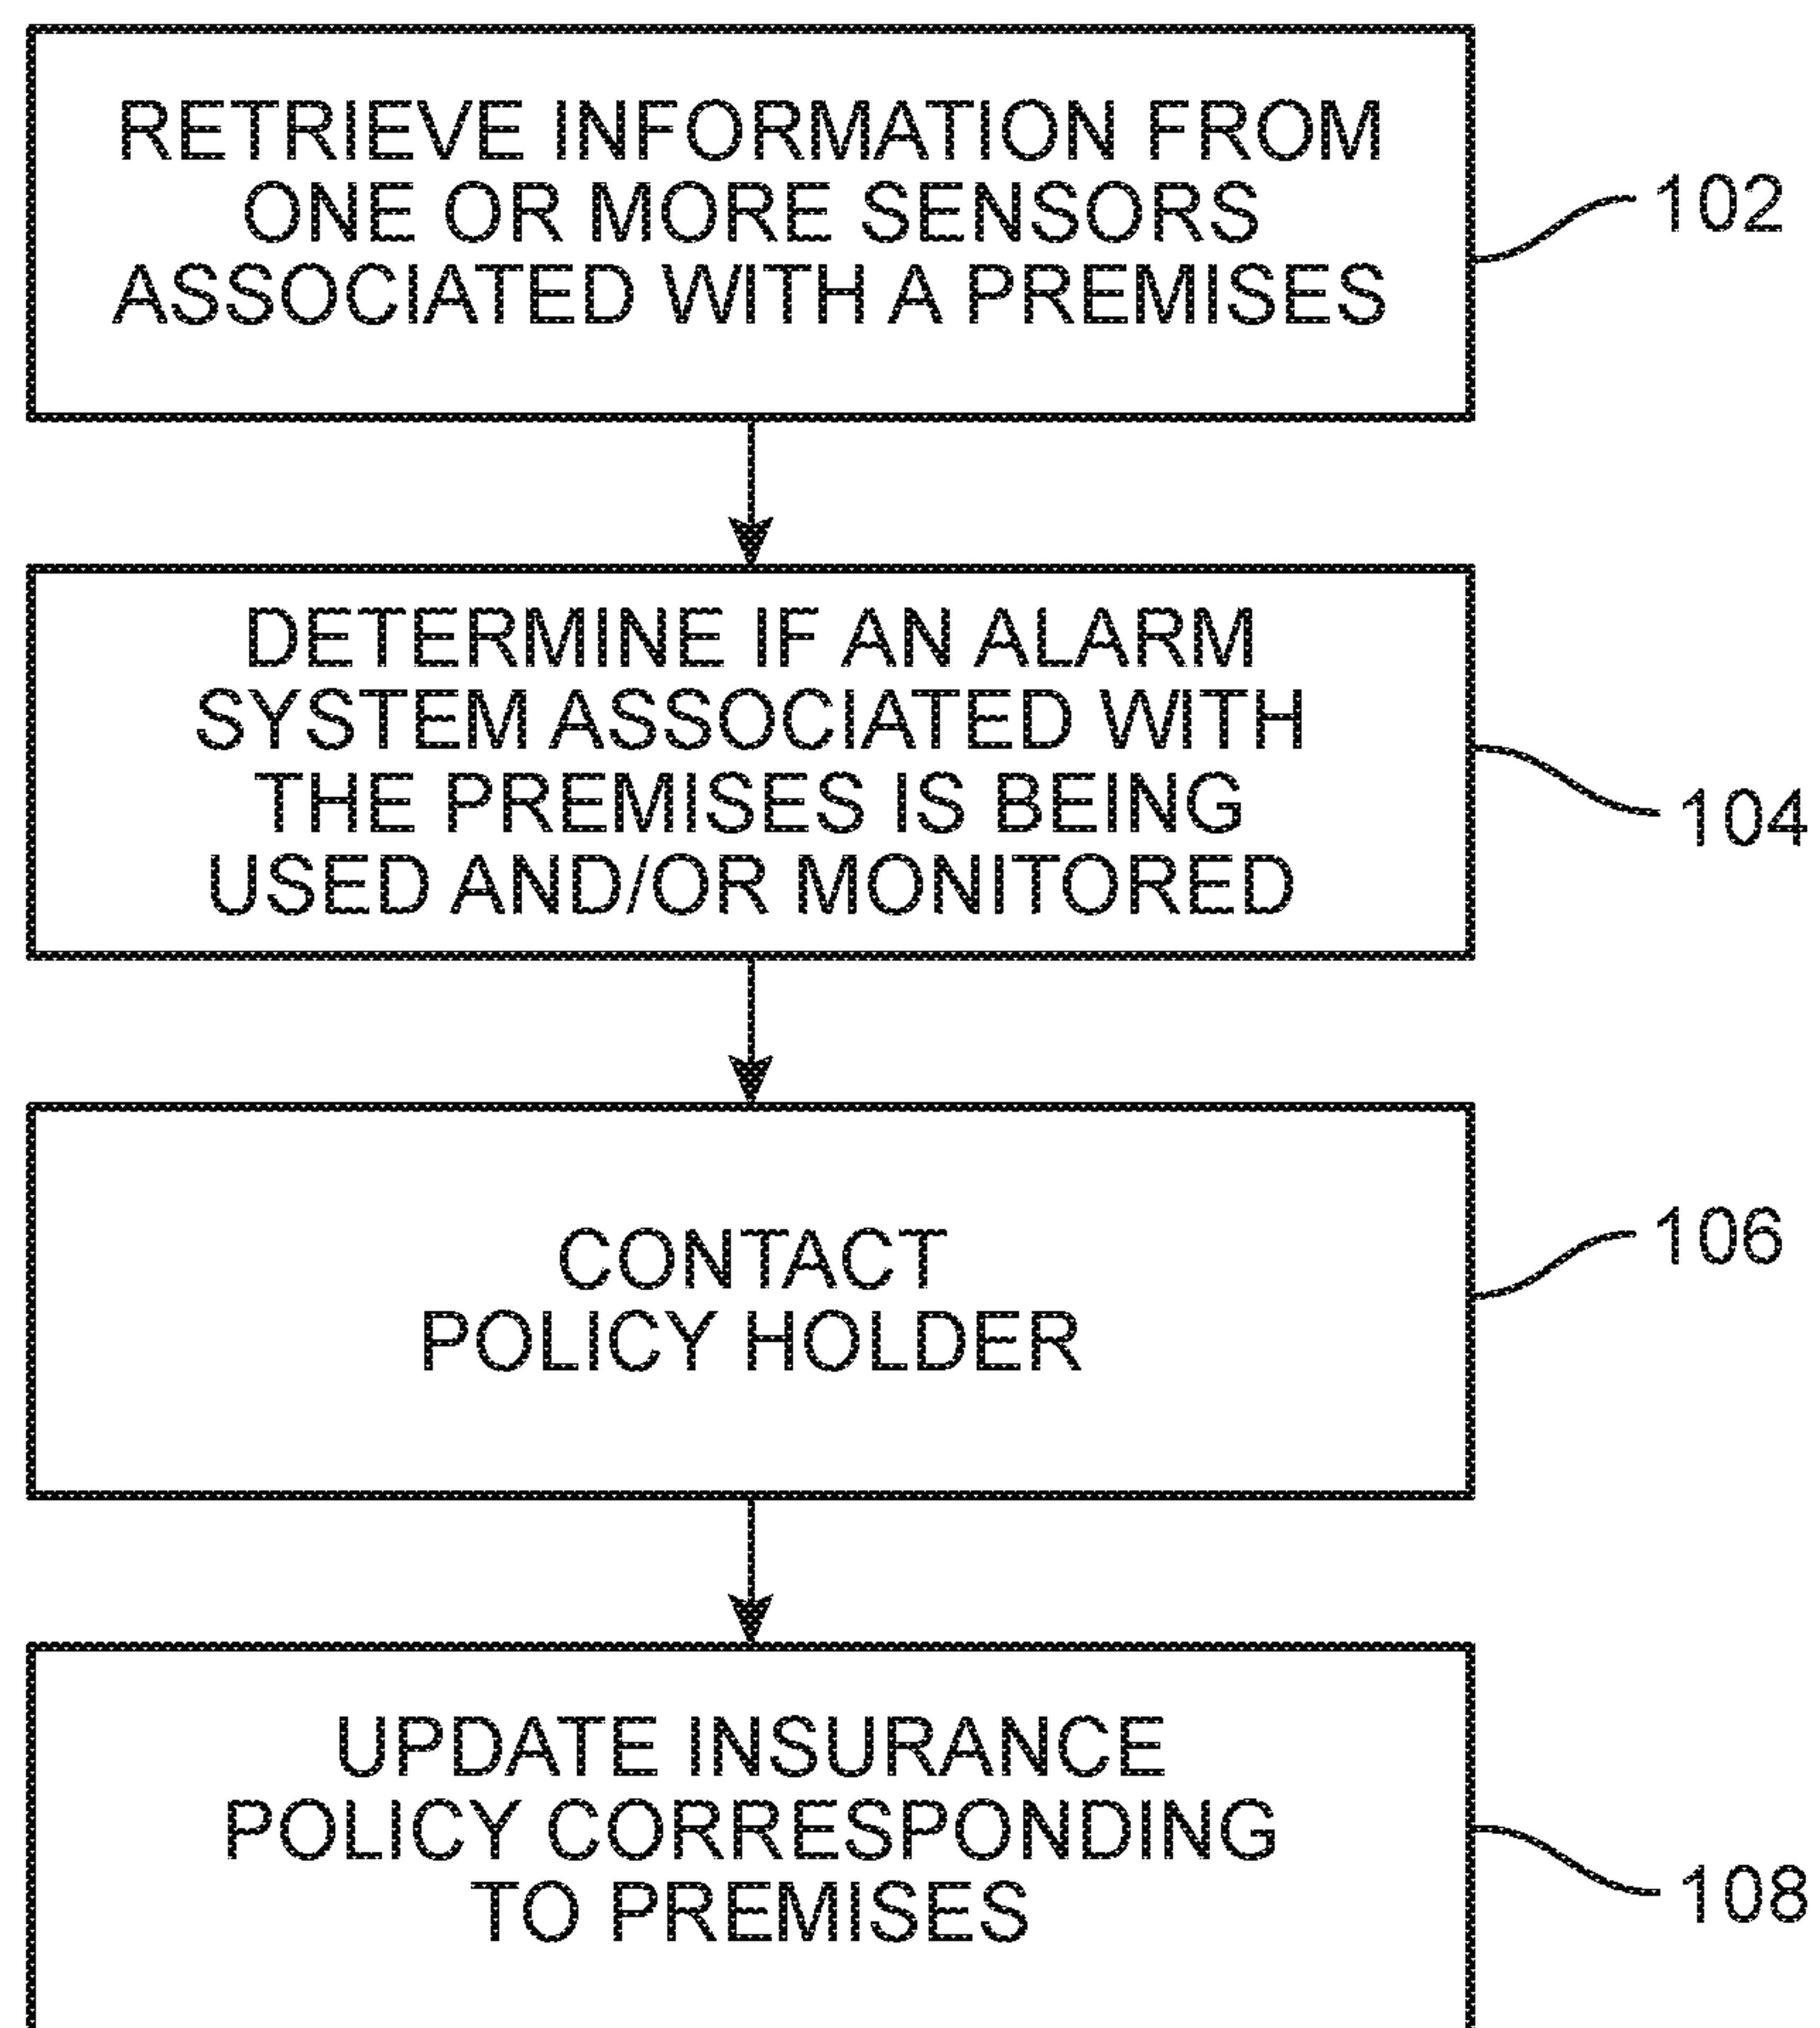 RETRIEVE INFORMATION FROM
ONE OR MORE SENSORS
ASSOCIATED WITH A PREMISES
102
DETERMINE IF AN ALARM
SYSTEM ASSOCIATED WITH
THE PREMISES IS BEING
USED AND/OR MONITORED
104
CONTACT
POLICY HOLDER
106
UPDATE INSURANCE
POLICY CORRESPONDING
TO PREMISES
108